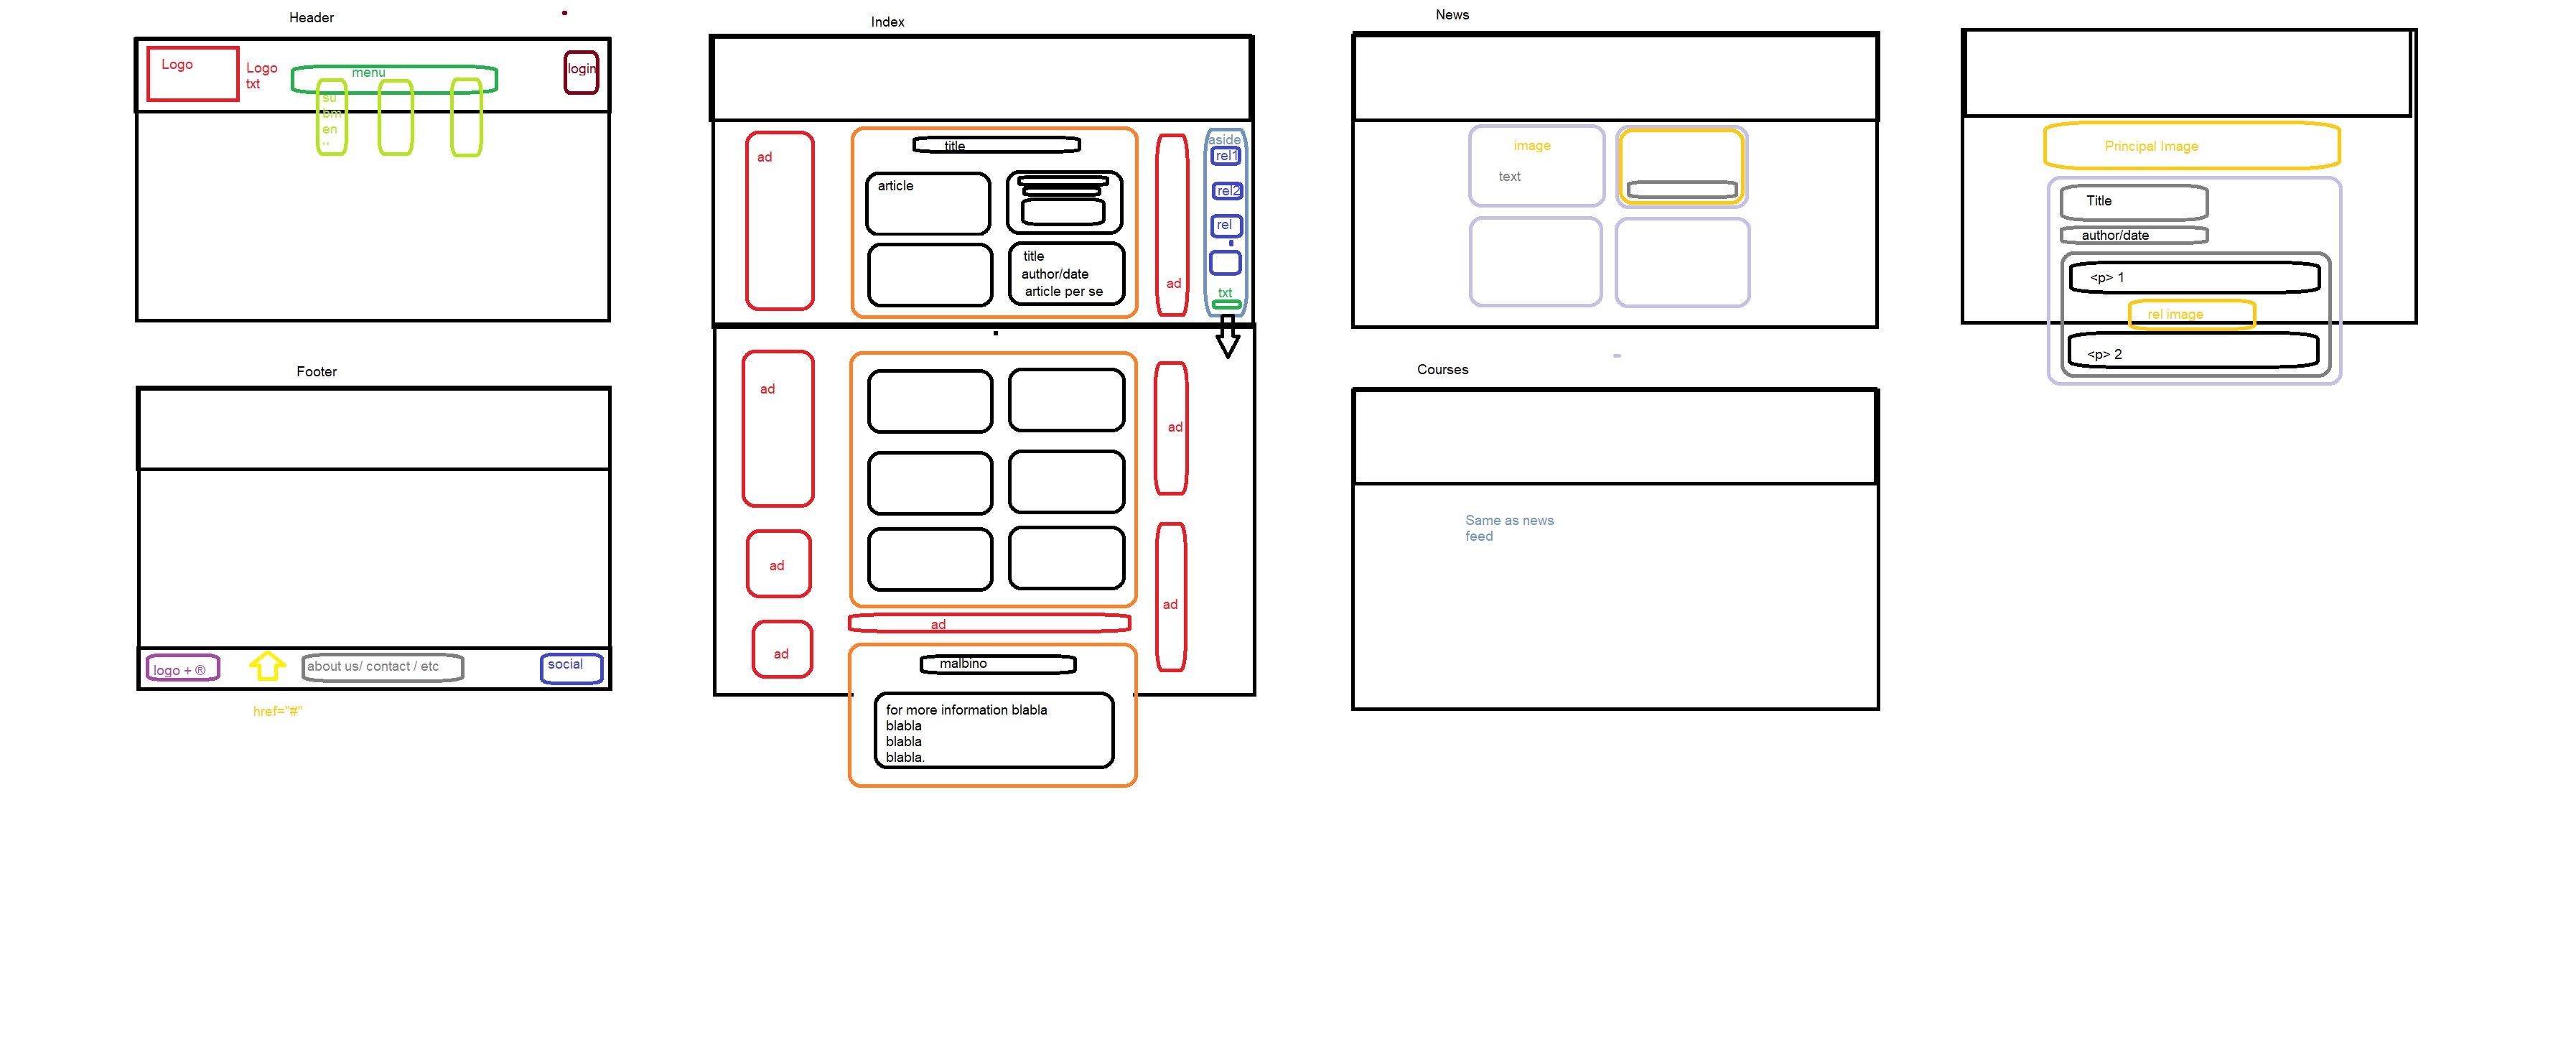 Header
Logo
Logo
txt
menu
login
su
bm
en
..
Footer
logo + ®
about us/ contact / etc
social
href="#"
Index
ad
title
article
title
author/date
article per se
ad
aside
rel1
rel2
rel
txt
ad
ad
ad
ad
ad
ad
malbino
for more information blabla
blabla
blabla
blabla.
News
image
text
Courses
Same as news
feed
Principal Image
Title
author/date
<p> 1
rel image
<p> 2